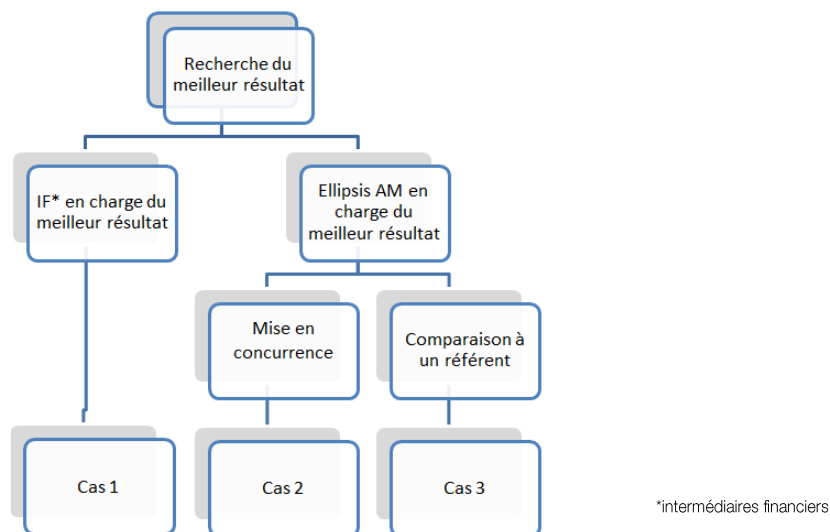 Recherche du
meilleur résultat
IF* en charge du
meilleur résultat
Ellipsis AM en
charge du
meilleur résultat
Mise en
concurrence
Comparaison à
un référent
Cas 1
Cas 2
Cas 3
*intermédiaires financiers